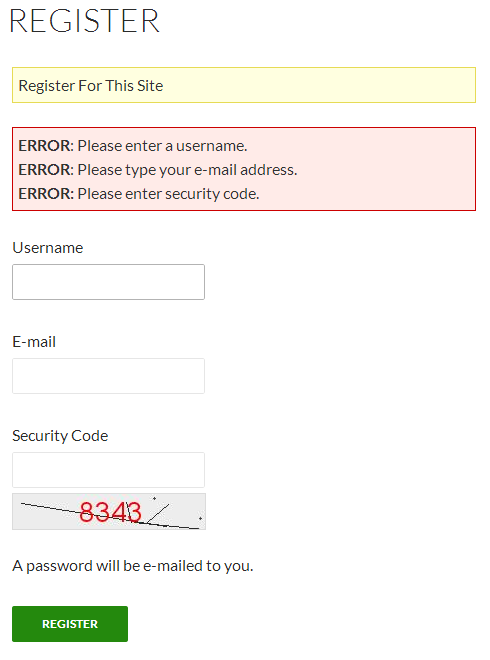 REGISTER
Register For This Site
ERROR: Please enter a username.
ERROR: Please type your e-mail address.
ERROR: Please enter security code.
Username
E-mail
Security Code
8343
A password will be e-mailed to you.
REGISTER